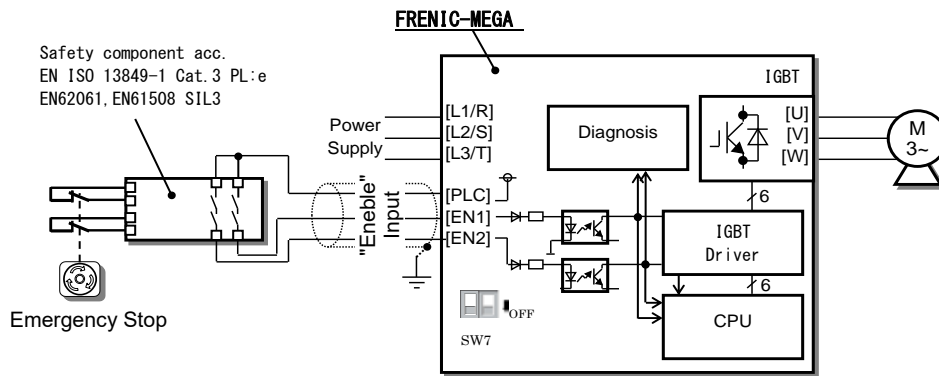 FRENIC-MEGA
Safety component acc.
EN ISO 13849-1 Cat.3 PL:e
EN62061,EN61508 SIL3
IGBT
[L1/R]
[L2/S]
[L3/T]
Power
Supply
Diagnosis
[U]
[V]
[W]
M
3~
"Eneble"
Input
[PLC]
[EN1]
[EN2]
6
IGBT
Driver
6
CPU
OFF
SW7
Emergency Stop